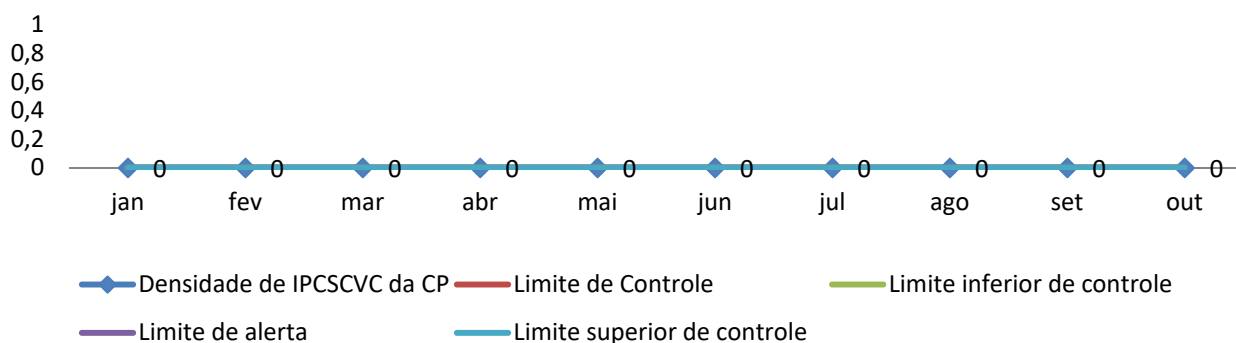 1
0,8
0,6
0,4
0,2
0
0 0 0 0 0 0 0 0 0 0
jan fev mar abr mai jun jul ago set out
Densidade de IPCSCVC da CP Limite de Controle Limite inferior de controle
Limite de alerta Limite superior de controle